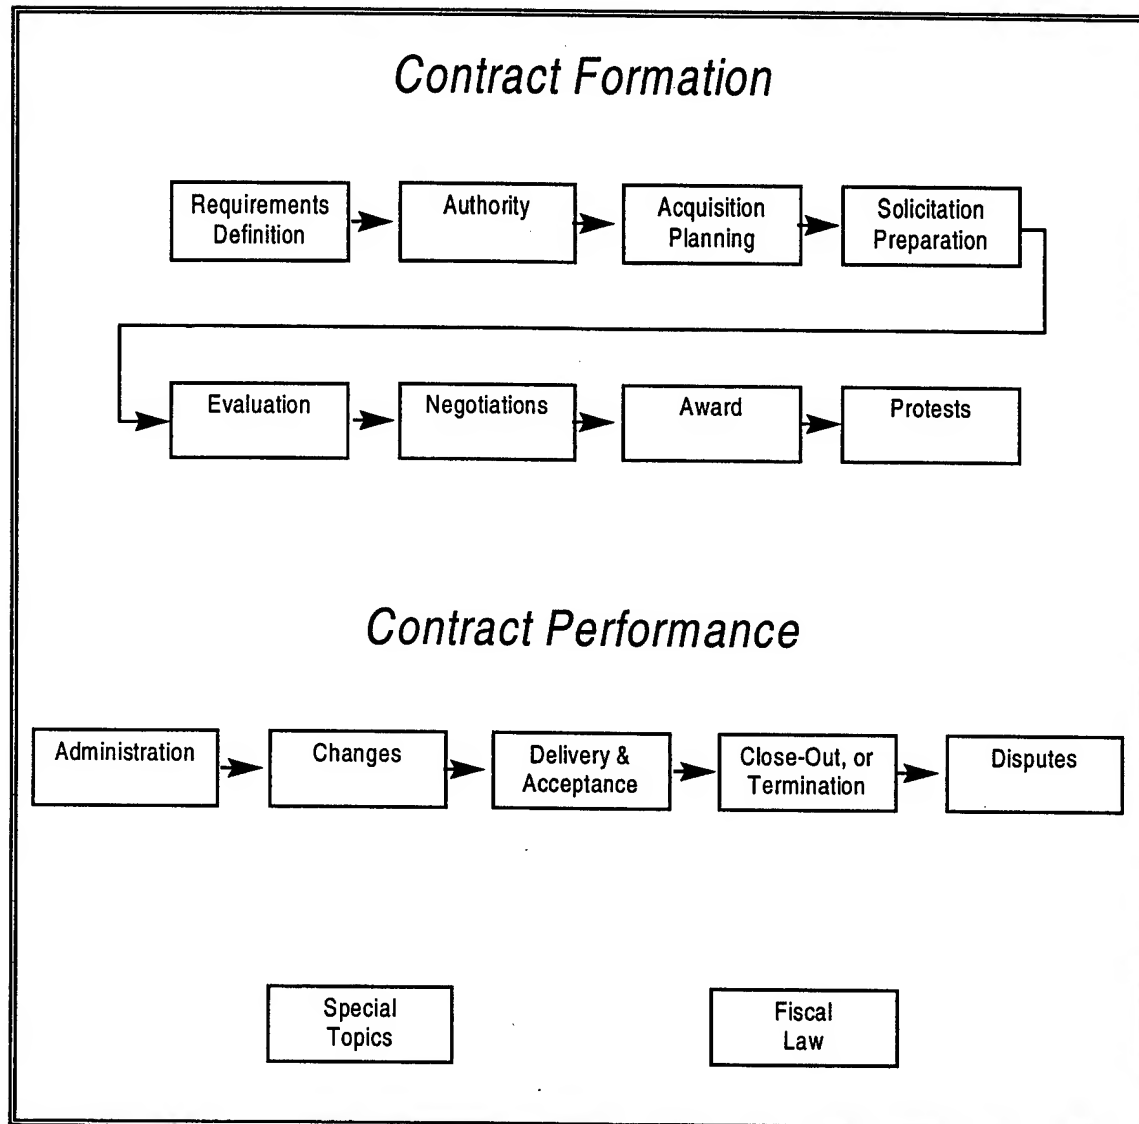 Contract Formation
Requirements
Definition
Authority
Acquisition
Planning
Solicitation
Preparation
Evaluation
Negotiations
Award
Protests
Contract Performance
Administration
Changes
Delivery &
Acceptance
Close-Out, or
Termination
Disputes
Special
Topics
Fiscal
Law